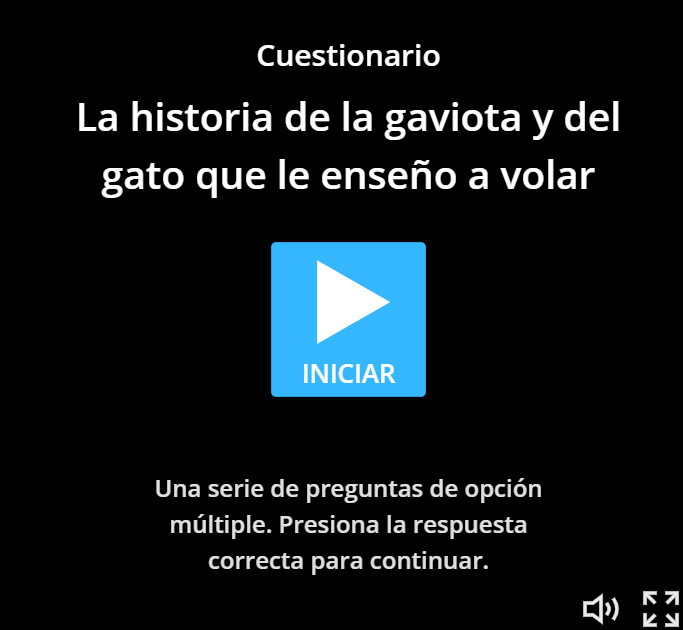 Cuestionario
La historia de la gaviota y del
gato que le enseño a volar
INICIAR
Una serie de preguntas de opción
múltiple. Presiona la respuesta
correcta para continuar.